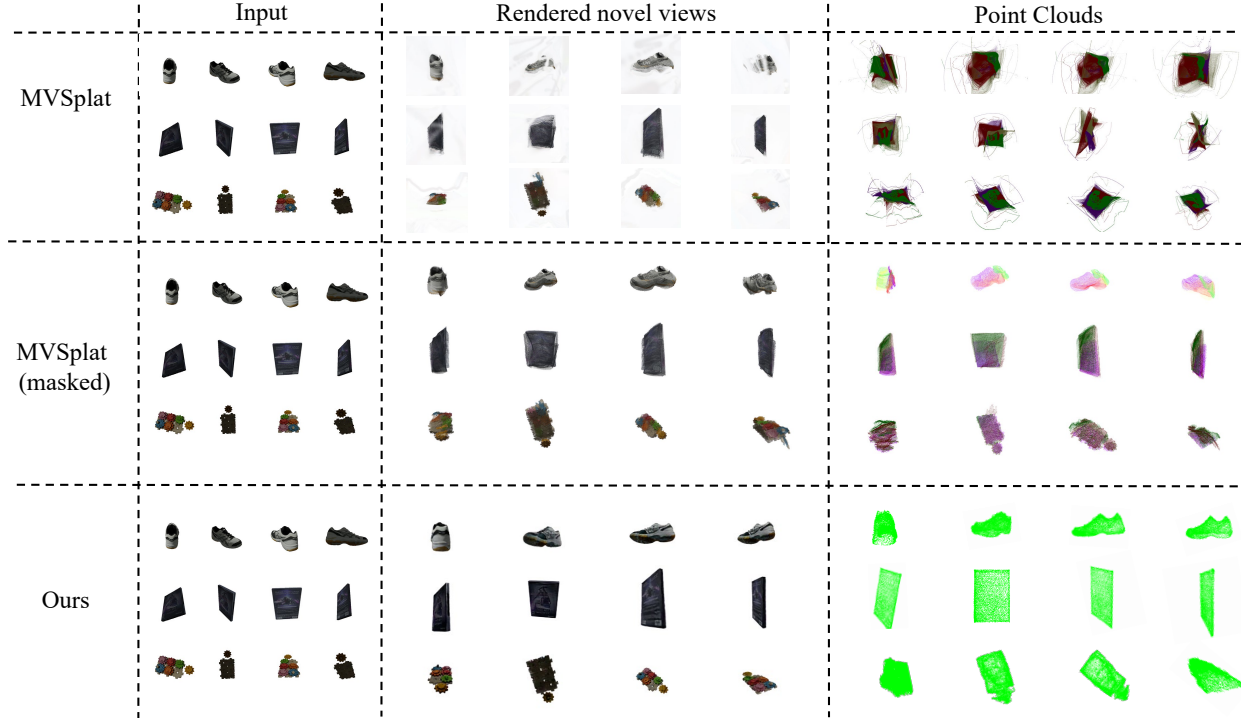 Input
Rendered novel views
Point Clouds
MVSplat
MVSplat
(masked)
Ours